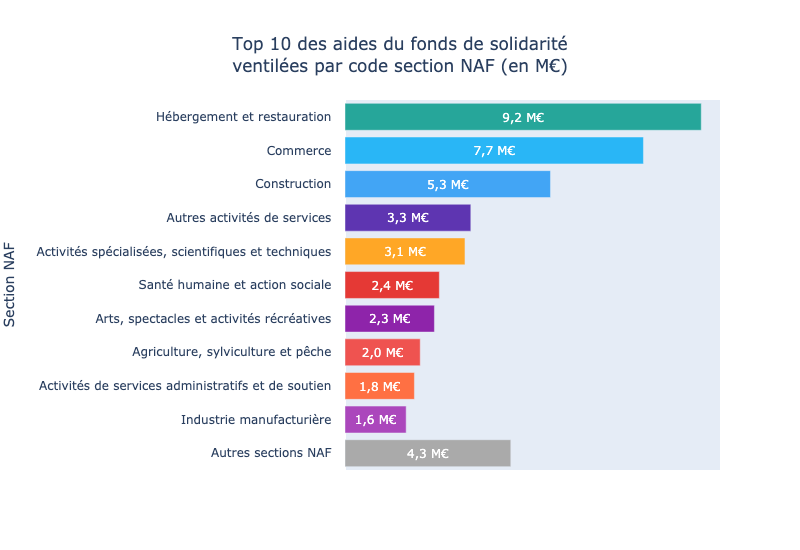 Top 10 des aides du fonds de solidarité
ventilées par code section NAF (en M€)
Section NAF
Hébergement et restauration 9,2 M€
Commerce 7,7 M€
Construction 5,3 M€
Autres activités de services 3,3 M€
Activités spécialisées, scientifiques et techniques 3,1 M€
Santé humaine et action sociale 2,4 M€
Arts, spectacles et activités récréatives 2,3 M€
Agriculture, sylviculture et pêche 2,0 M€
Activités de services administratifs et de soutien 1,8 M€
Industrie manufacturière 1,6 M€
Autres sections NAF 4,3 M€